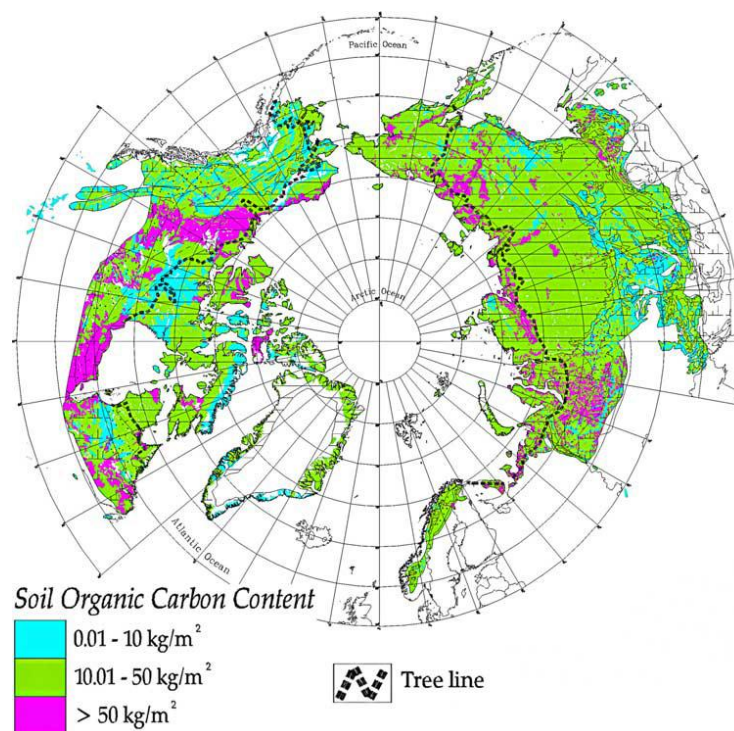 Pacific Ocean
Arctic Ocean
Atlantic Ocean
Soil Organic Carbon Content
0.01 - 10 kg/m²
10.01 - 50 kg/m²
> 50 kg/m²
Tree line